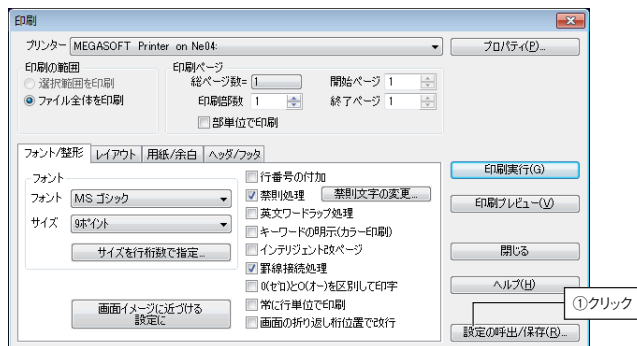 印刷
プリンター MEGASOFT Printer on Ne04: プロパティ(P)...
印刷の範囲 印刷ページ
選択範囲を印刷 総ページ数= 1 開始ページ 1
ファイル全体を印刷 印刷部数 1 終了ページ 1
部単位で印刷
フォント/整形 レイアウト 用紙/余白 ヘッダ/フッタ
フォント
フォント MS ゴシック
サイズ 9ポイント
サイズを行桁数で指定...
画面イメージに近づける
設定に
行番号の付加
禁則処理 禁則文字の変更...
英文ワードラップ処理
キーワードの明示(カラー印刷)
インテリジェント改ページ
罫線接続処理
0(ゼロ)とO(オー)を区別して印字
常に行単位で印刷
画面の折り返し桁位置で改行
印刷実行(G)
印刷プレビュー(V)
閉じる
ヘルプ(H)
①クリック
設定の呼出/保存(R)...